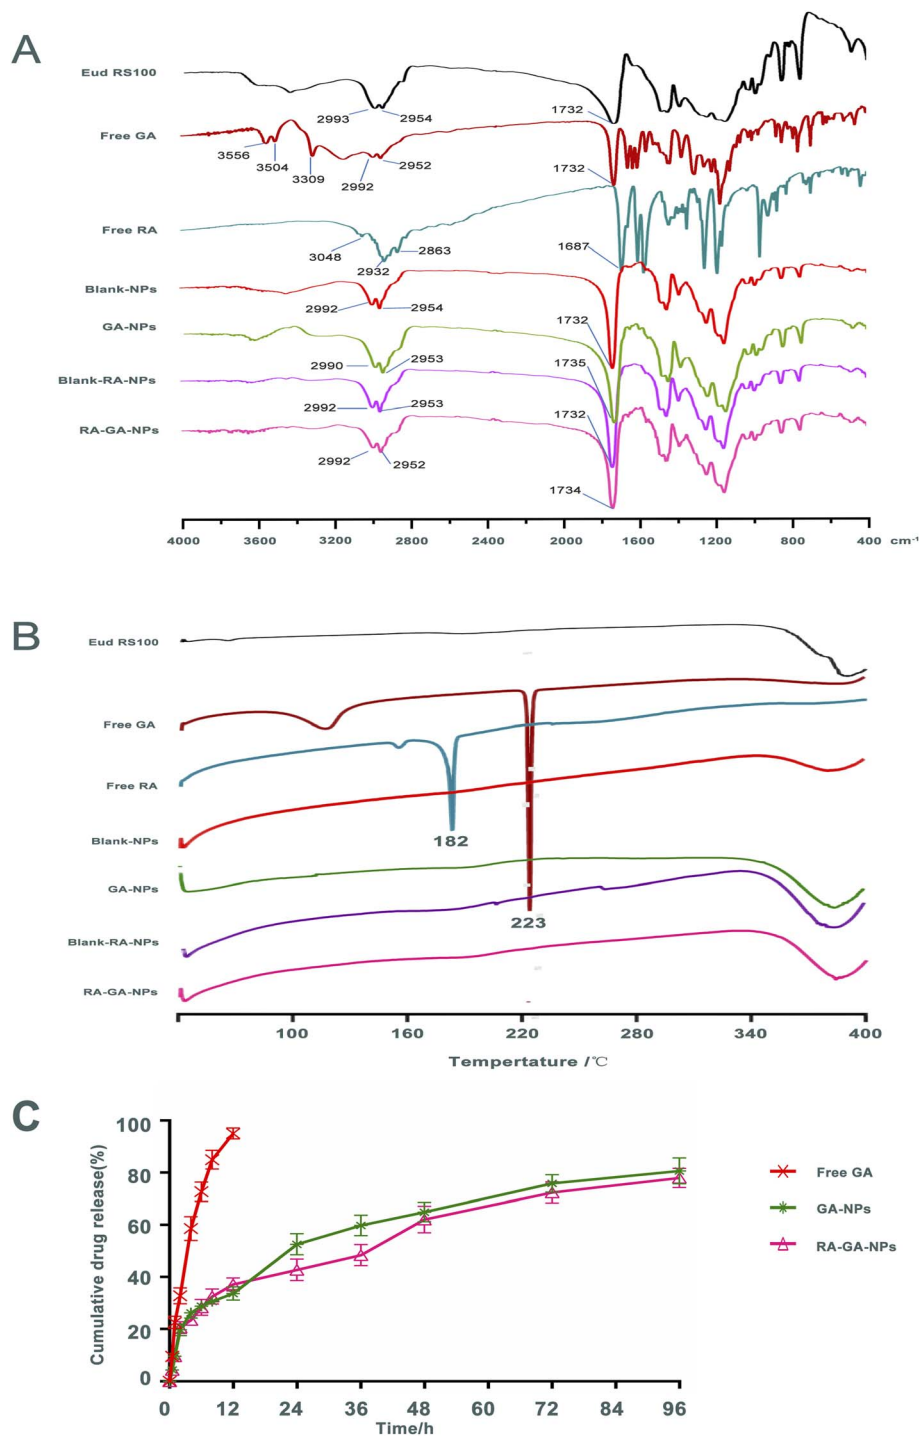 A
Eud RS100
2993
2954
1732
Free GA
3556
3504
3309
2992
2952
1732
Free RA
3048
2932
2863
1687
Blank-NPs
2992
2954
1732
GA-NPs
2990
2953
1735
Blank-RA-NPs
2992
2953
1732
RA-GA-NPs
2992
2952
1734
4000 3600 3200 2800 2400 2000 1600 1200 800 400 cm-1
B
Eud RS100
Free GA
Free RA
Blank-NPs
182
GA-NPs
223
Blank-RA-NPs
RA-GA-NPs
100 160 220 280 340 400
Tempertature /℃
C
Cumulative drug release(%)
100
80
60
40
20
0
0 12 24 36 48 60 72 84 96
Time/h
Free GA
GA-NPs
RA-GA-NPs